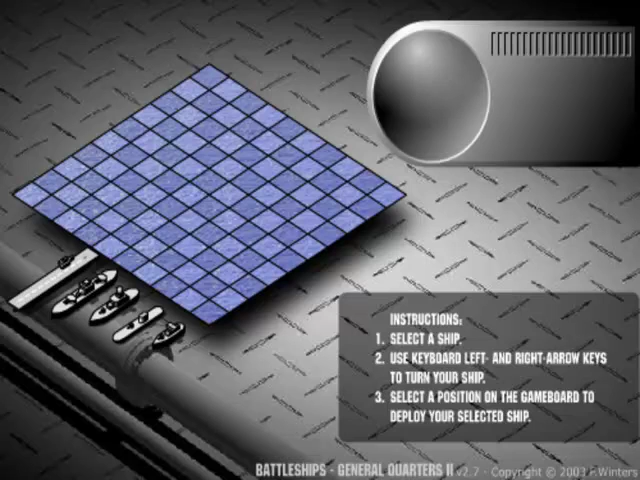 INSTRUCTIONS:
1. SELECT A SHIP.
2. USE KEYBOARD LEFT- AND RIGHT-ARROW KEYS
TO TURN YOUR SHIP.
3. SELECT A POSITION ON THE GAMEBOARD TO
DEPLOY YOUR SELECTED SHIP.
BATTLESHIPS - GENERAL QUARTERS II v2.7 - Copyright © 2003 P.Winters